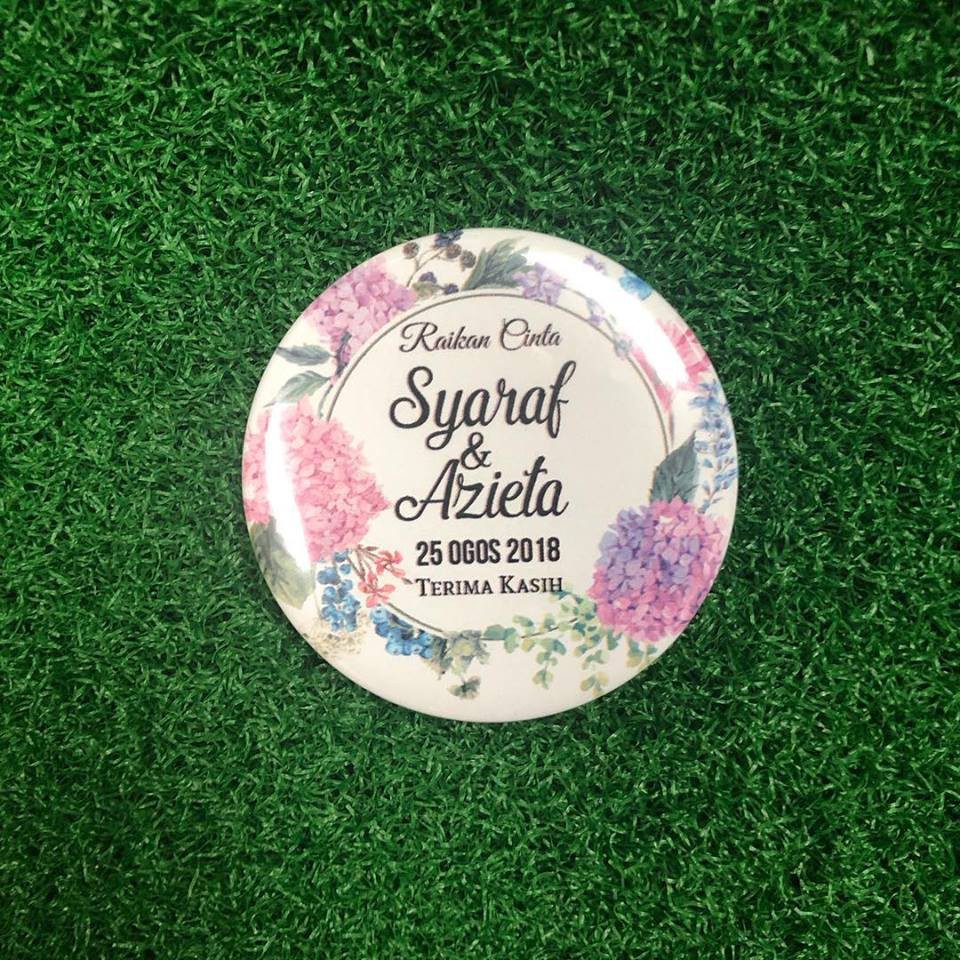 Raikan Cinta
Syaraf
&
Azieta
25 OGOS 2018
TERIMA KASIH